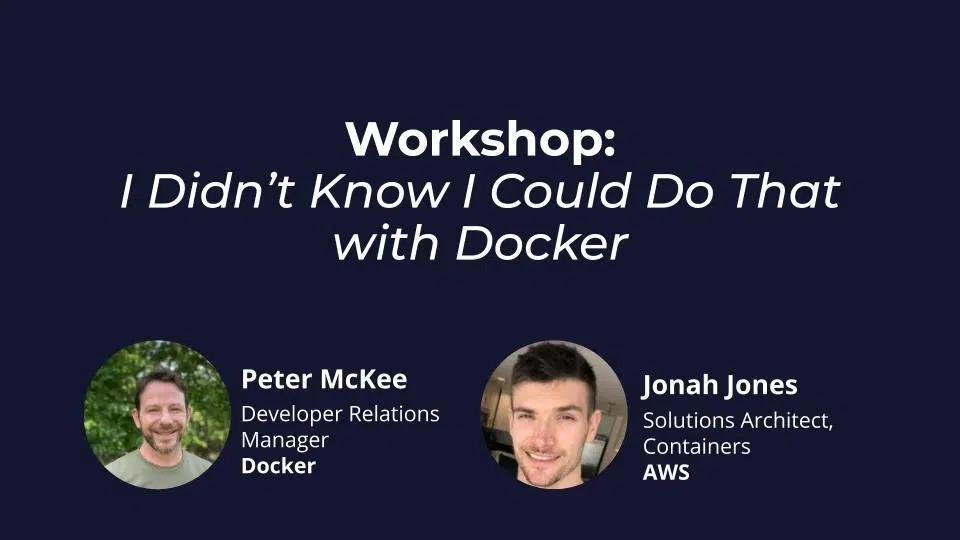 Workshop:
I Didn’t Know I Could Do That
with Docker
Peter McKee
Developer Relations
Manager
Docker
Jonah Jones
Solutions Architect,
Containers
AWS